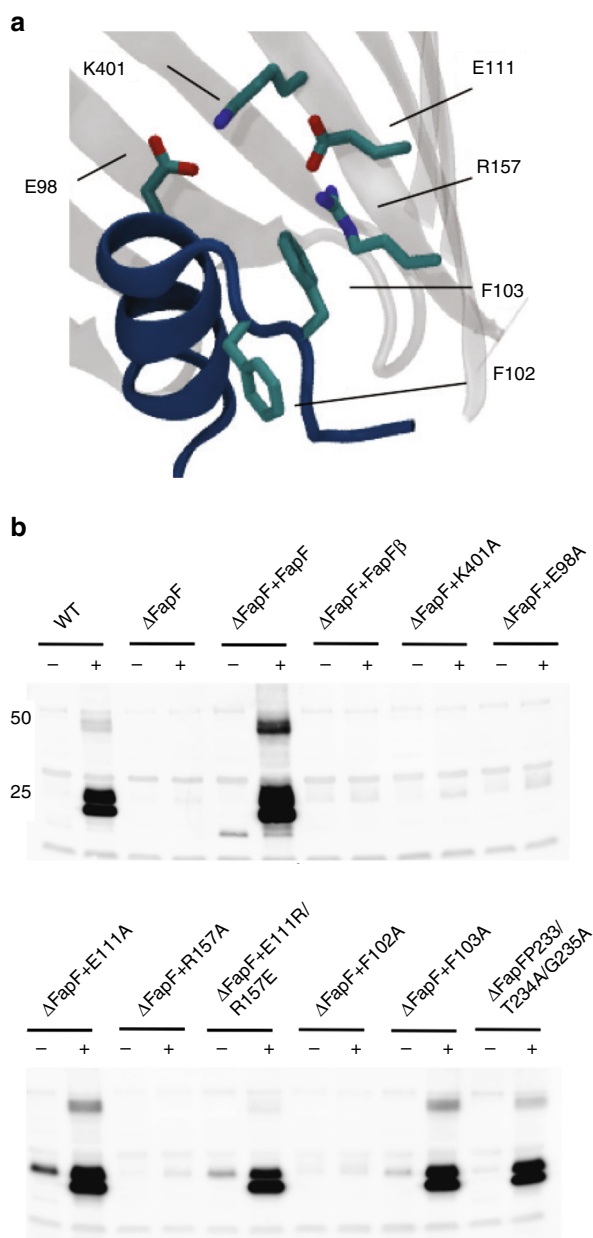 a
K401
E111
E98
R157
F103
F102
b
WT
ΔFapF
ΔFapF+FapF
ΔFapF+FapFβ
ΔFapF+K401A
ΔFapF+E98A
− + − + − + − + − + − +
50
25
ΔFapF+E111A
ΔFapF+R157A
ΔFapF+E111R/
R157E
ΔFapF+F102A
ΔFapF+F103A
ΔFapFP233/
T234A/G235A
− + − + − + − + − + − +